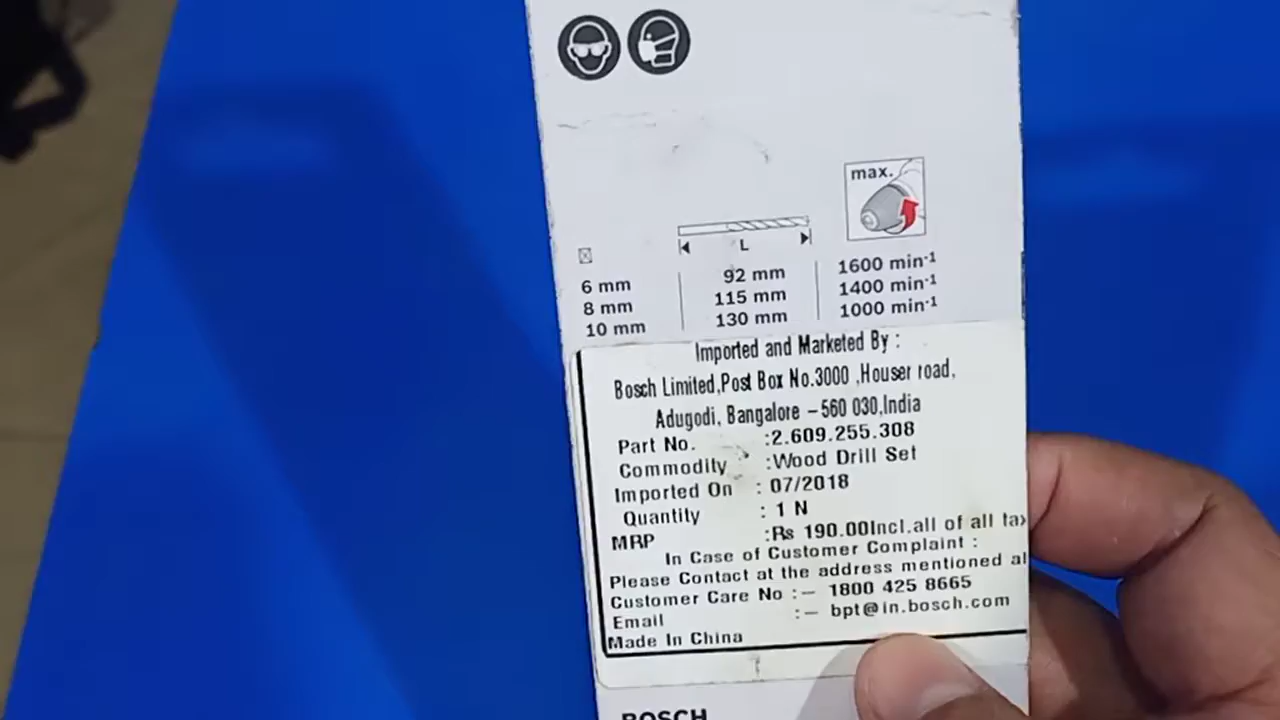 max.
L
6 mm 92 mm 1600 min-1
8 mm 115 mm 1400 min-1
10 mm 130 mm 1000 min-1
Imported and Marketed By :
Bosch Limited,Post Box No.3000 ,Houser road,
Adugodi, Bangalore – 560 030,India
Part No. :2.609.255.308
Commodity :Wood Drill Set
Imported On : 07/2018
Quantity : 1 N
MRP :Rs 190.00Incl.all of all tax
In Case of Customer Complaint :
Please Contact at the address mentioned a
Customer Care No :– 1800 425 8665
Email :– bpt@in.bosch.com
Made In China
BOSCH